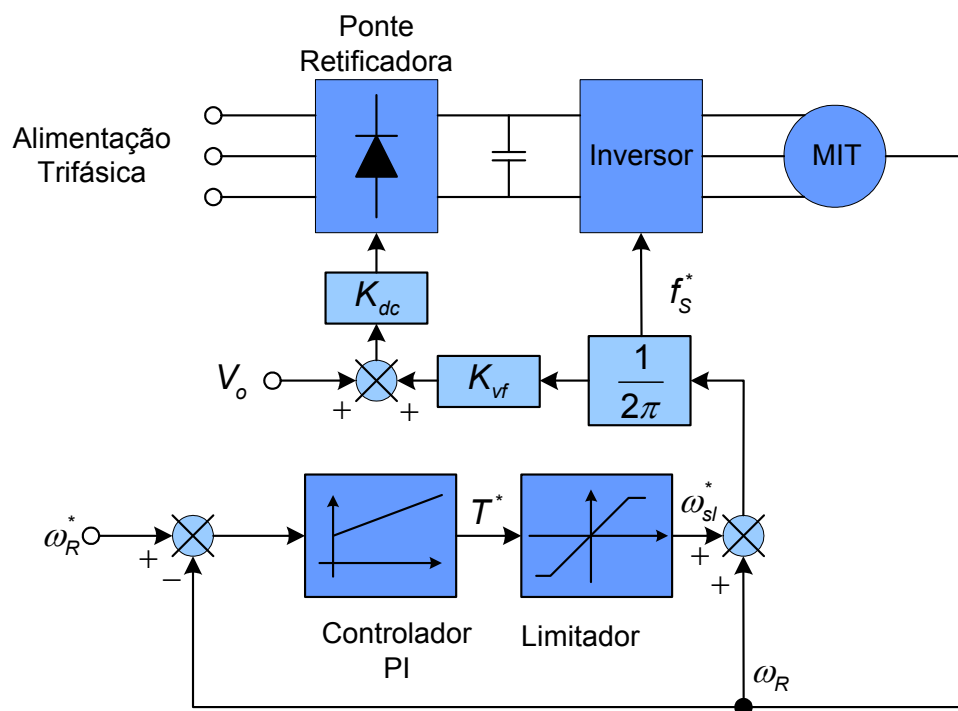 Ponte
Retificadora
Alimentação
Trifásica
Inversor
MIT
K_dc
f_S^*
V_o
+
+
K_vf
1
2π
ω_R^*
+
−
T^*
ω_sl^*
+
+
Controlador
PI
Limitador
ω_R